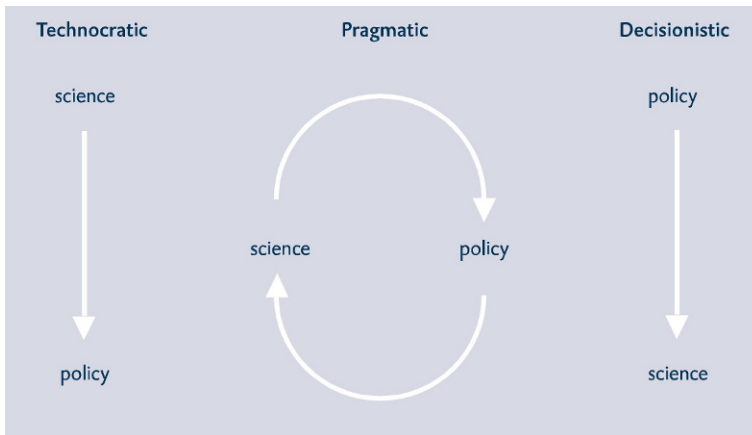 Technocratic
Pragmatic
Decisionistic
science
policy
science
policy
policy
science